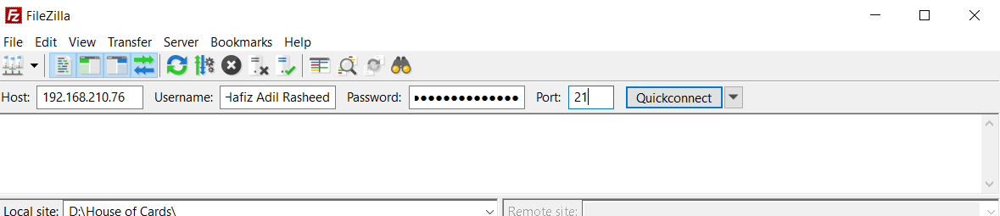 FileZilla
File Edit View Transfer Server Bookmarks Help
Host: 192.168.210.76 Username: Hafiz Adil Rasheed Password: ●●●●●●●●●●●●●● Port: 21 Quickconnect
Local site: D:\House of Cards\ Remote site: